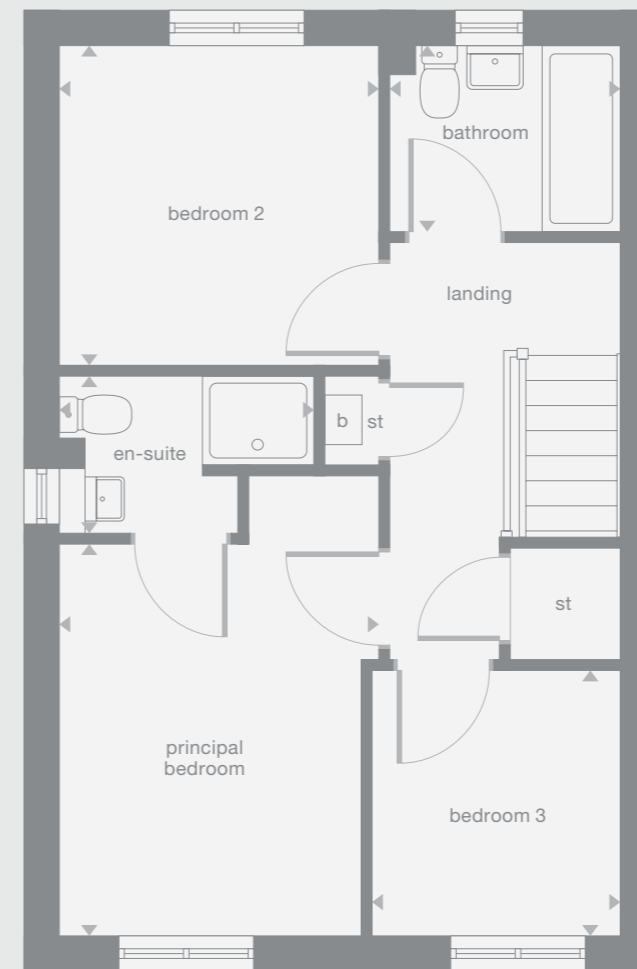 bathroom
bedroom 2
landing
b
st
en-suite
st
principal
bedroom
bedroom 3